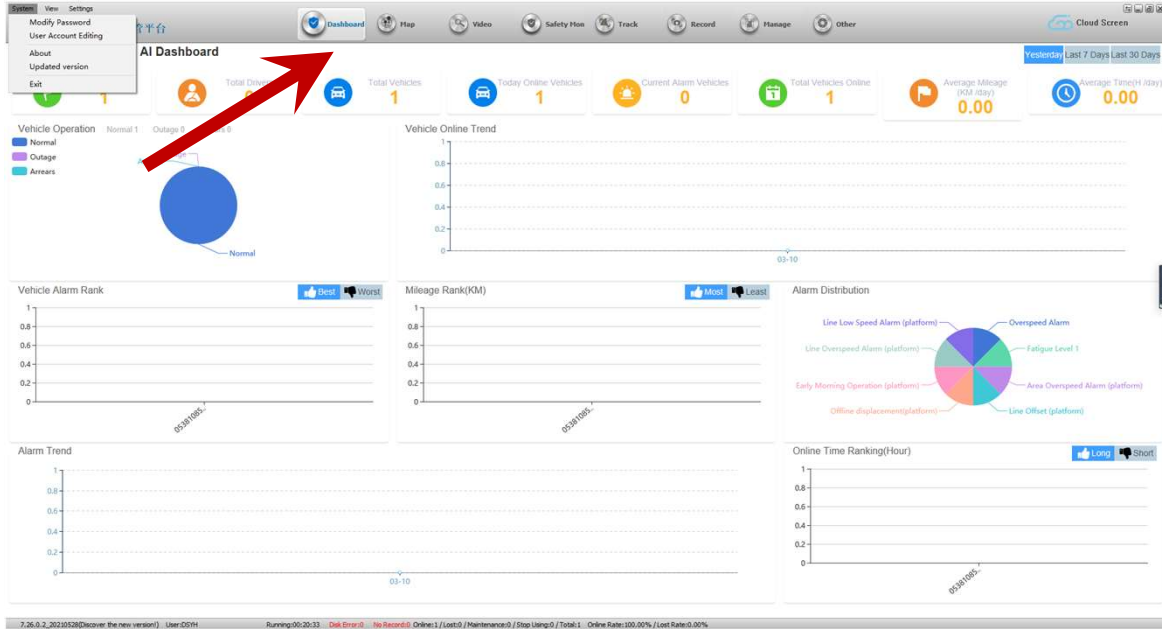 System View Settings
Modify Password
User Account Editing
About
Updated version
Exit
平台
Dashboard
Map
Video
Safety Mon
Track
Record
Manage
Other
Cloud Screen
AI Dashboard
Yesterday Last 7 Days Last 30 Days
1
Total Drivers
Total Vehicles
1
Today Online Vehicles
1
Current Alarm Vehicles
0
Total Vehicles Online
1
Average Mileage
(KM /day)
0.00
Average Time(H /day)
0.00
Vehicle Operation Normal 1 Outage 0
Normal
Outage
Arrears
Normal
Vehicle Online Trend
1
0.8
0.6
0.4
0.2
0
03-10
Vehicle Alarm Rank
Best Worst
1
0.8
0.6
0.4
0.2
0
05381085..
Mileage Rank(KM)
Most Least
1
0.8
0.6
0.4
0.2
0
05381085..
Alarm Distribution
Line Low Speed Alarm (platform)
Overspeed Alarm
Line Overspeed Alarm (platform)
Fatigue Level 1
Early Morning Operation (platform)
Area Overspeed Alarm (platform)
Offline displacement(platform)
Line Offset (platform)
Alarm Trend
1
0.8
0.6
0.4
0.2
0
03-10
Online Time Ranking(Hour)
Long Short
1
0.8
0.6
0.4
0.2
0
05381085..
7.26.0.2_20210528(Discover the new version!) User:DSYH Running:00:20:33 Disk Error:0 No Record:0 Online:1 / Lost:0 / Maintenance:0 / Stop Using:0 / Total:1 Online Rate:100.00% / Lost Rate:0.00%